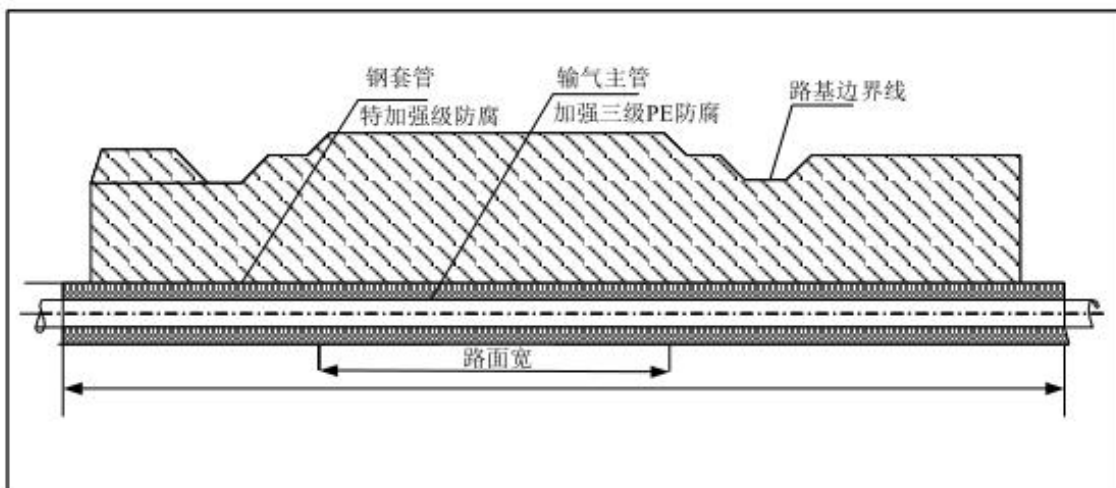 钢套管
特加强级防腐
输气主管
加强三级PE防腐
路基边界线
路面宽